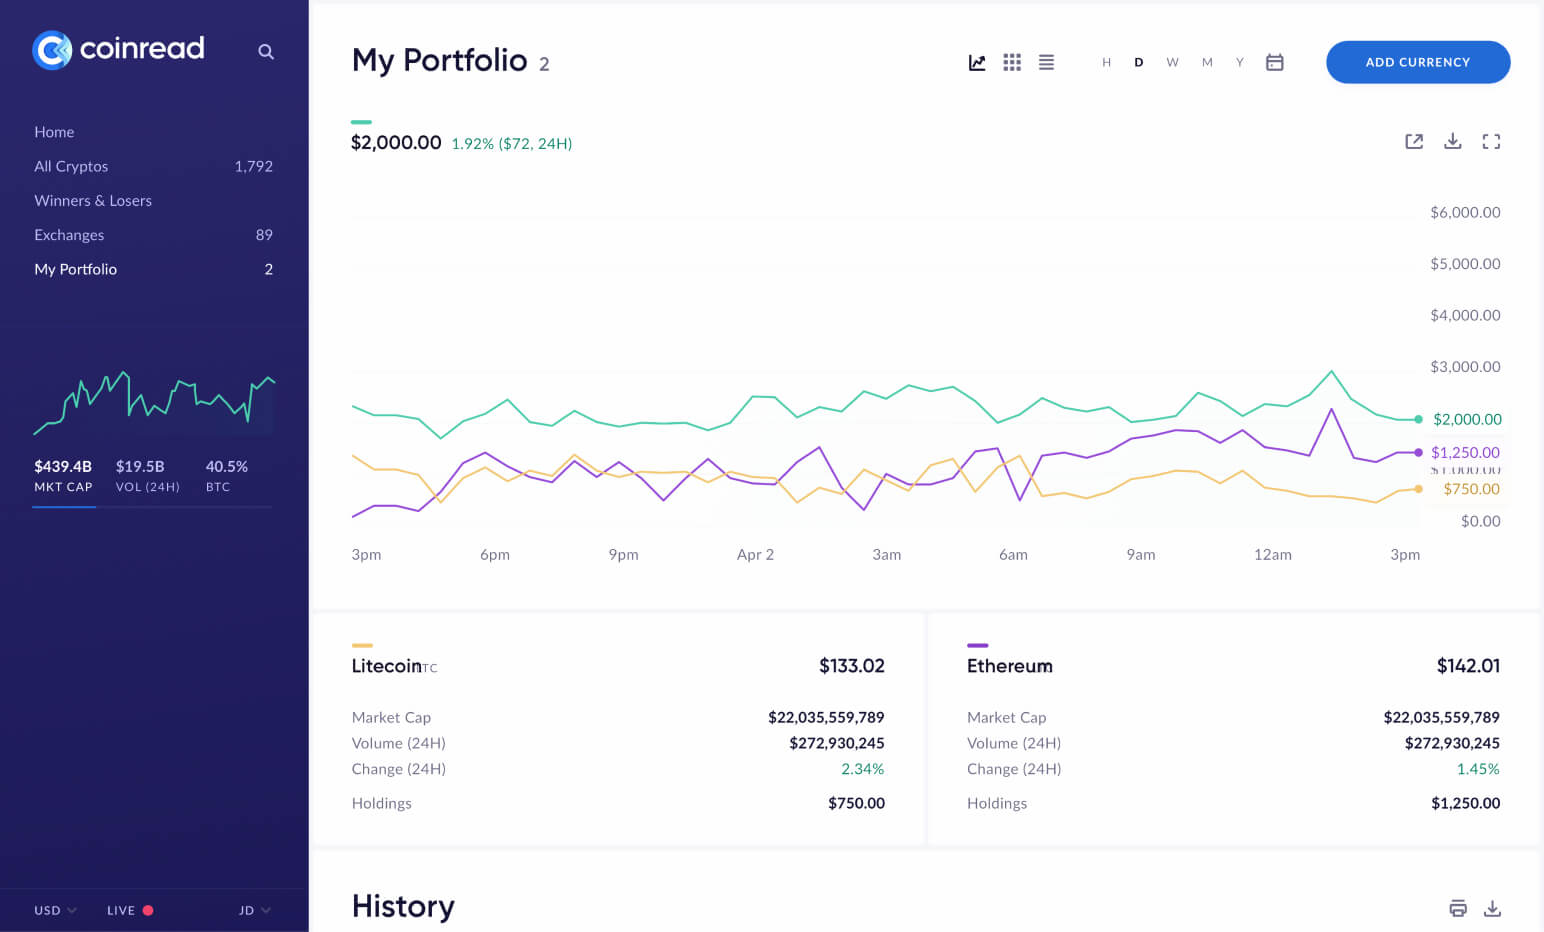 coinread
Home
All Cryptos 1,792
Winners & Losers
Exchanges 89
My Portfolio 2
$439.4B $19.5B 40.5%
MKT CAP VOL (24H) BTC
USD LIVE JD
My Portfolio 2
H D W M Y
ADD CURRENCY
$2,000.00 1.92% ($72, 24H)
$6,000.00
$5,000.00
$4,000.00
$3,000.00
$2,000.00
$1,250.00
$1,000.00
$750.00
$0.00
3pm 6pm 9pm Apr 2 3am 6am 9am 12am 3pm
Litecoin TC $133.02
Market Cap $22,035,559,789
Volume (24H) $272,930,245
Change (24H) 2.34%
Holdings $750.00
Ethereum $142.01
Market Cap $22,035,559,789
Volume (24H) $272,930,245
Change (24H) 1.45%
Holdings $1,250.00
History